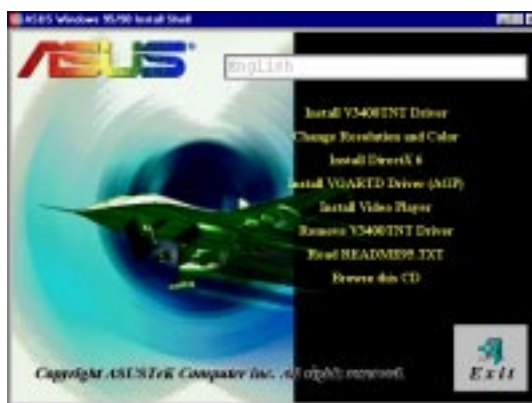 ASUS Windows 95/98 Install Shell
ASUS
English
Install V3400TNT Driver
Change Resolution and Color
Install DirectX 6
Install VGARTD Driver (AGP)
Install Video Player
Remove V3400TNT Driver
Read README95.TXT
Browse this CD
Copyright ASUSTeK Computer Inc. All rights reserved.
Exit